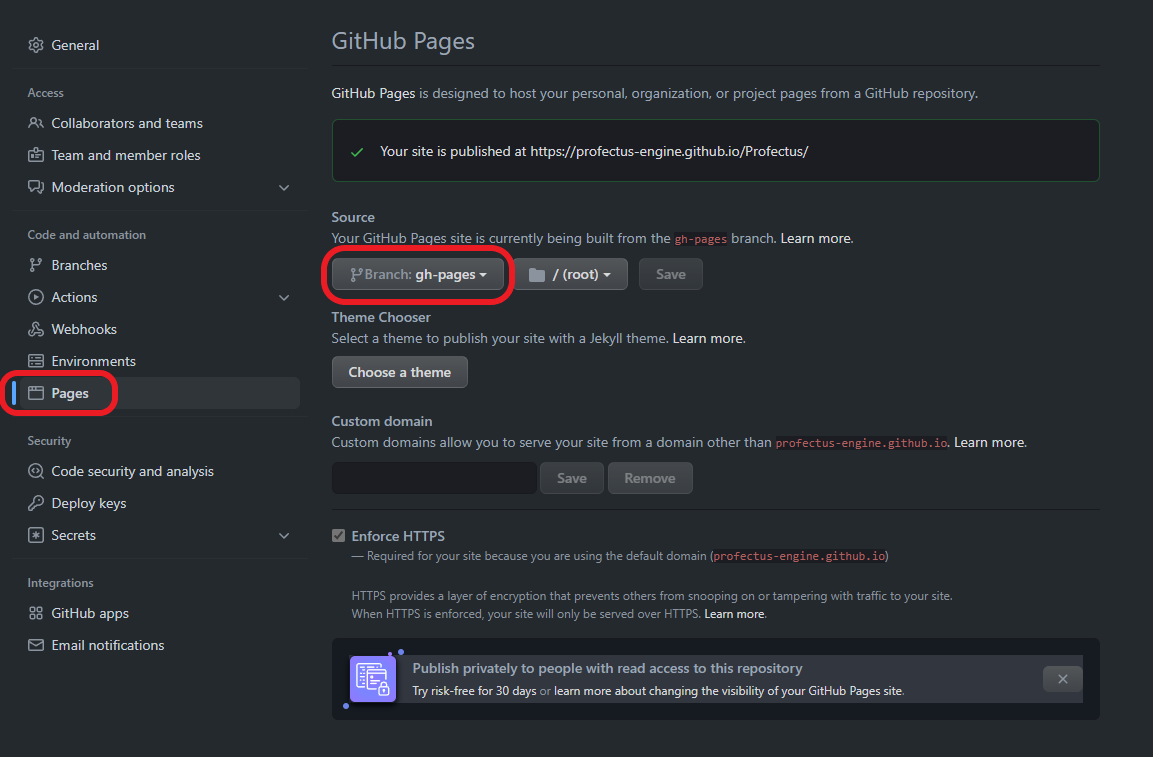 General
Access
Collaborators and teams
Team and member roles
Moderation options
Code and automation
Branches
Actions
Webhooks
Environments
Pages
Security
Code security and analysis
Deploy keys
Secrets
Integrations
GitHub apps
Email notifications
GitHub Pages
GitHub Pages is designed to host your personal, organization, or project pages from a GitHub repository.
Your site is published at https://profectus-engine.github.io/Profectus/
Source
Your GitHub Pages site is currently being built from the gh-pages branch. Learn more.
Branch: gh-pages
/ (root)
Save
Theme Chooser
Select a theme to publish your site with a Jekyll theme. Learn more.
Choose a theme
Custom domain
Custom domains allow you to serve your site from a domain other than profectus-engine.github.io. Learn more.
Save
Remove
Enforce HTTPS
— Required for your site because you are using the default domain (profectus-engine.github.io)
HTTPS provides a layer of encryption that prevents others from snooping on or tampering with traffic to your site.
When HTTPS is enforced, your site will only be served over HTTPS. Learn more.
Publish privately to people with read access to this repository
Try risk-free for 30 days or learn more about changing the visibility of your GitHub Pages site.